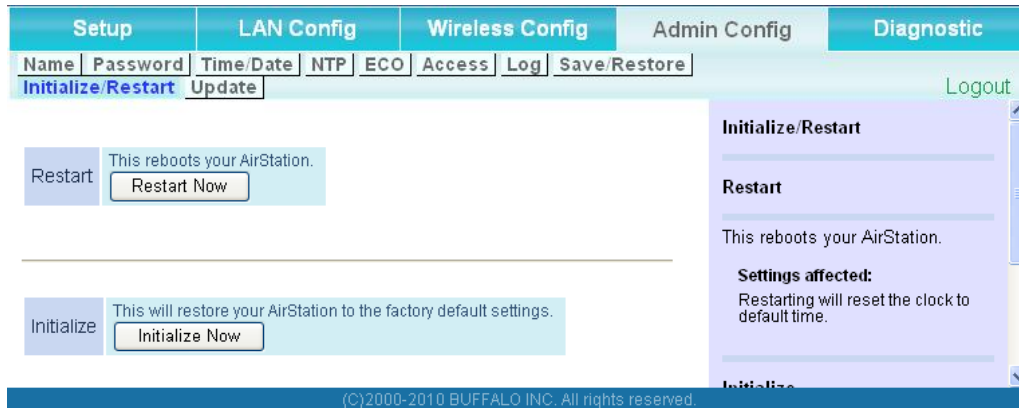 Setup LAN Config Wireless Config Admin Config Diagnostic
Name Password Time/Date NTP ECO Access Log Save/Restore
Initialize/Restart Update
Logout
Restart
This reboots your AirStation.
Restart Now
Initialize
This will restore your AirStation to the factory default settings.
Initialize Now
Initialize/Restart
Restart
This reboots your AirStation.
Settings affected:
Restarting will reset the clock to
default time.
Initialize
(C)2000-2010 BUFFALO INC. All rights reserved.